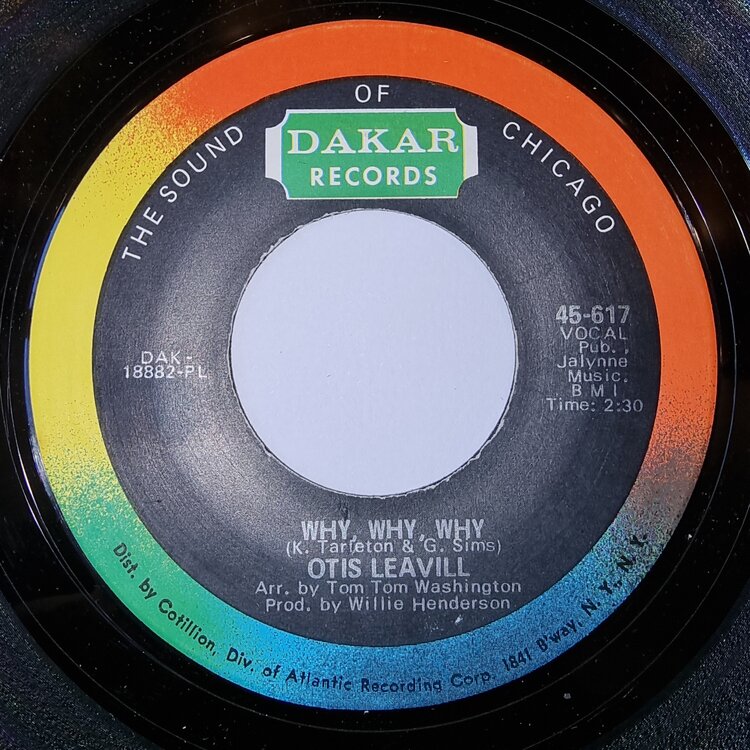 THE SOUND OF CHICAGO
DAKAR
RECORDS
45-617
VOCAL
Pub.,
Jalynne
Music.
B M I
Time: 2:30
DAK-
18882-PL
WHY, WHY, WHY
(K. Tarleton & G. Sims)
OTIS LEAVILL
Arr. by Tom Tom Washington
Prod. by Willie Henderson
Dist. by Cotillion, Div. of Atlantic Recording Corp. 1841 B'way, N. Y., N. Y.